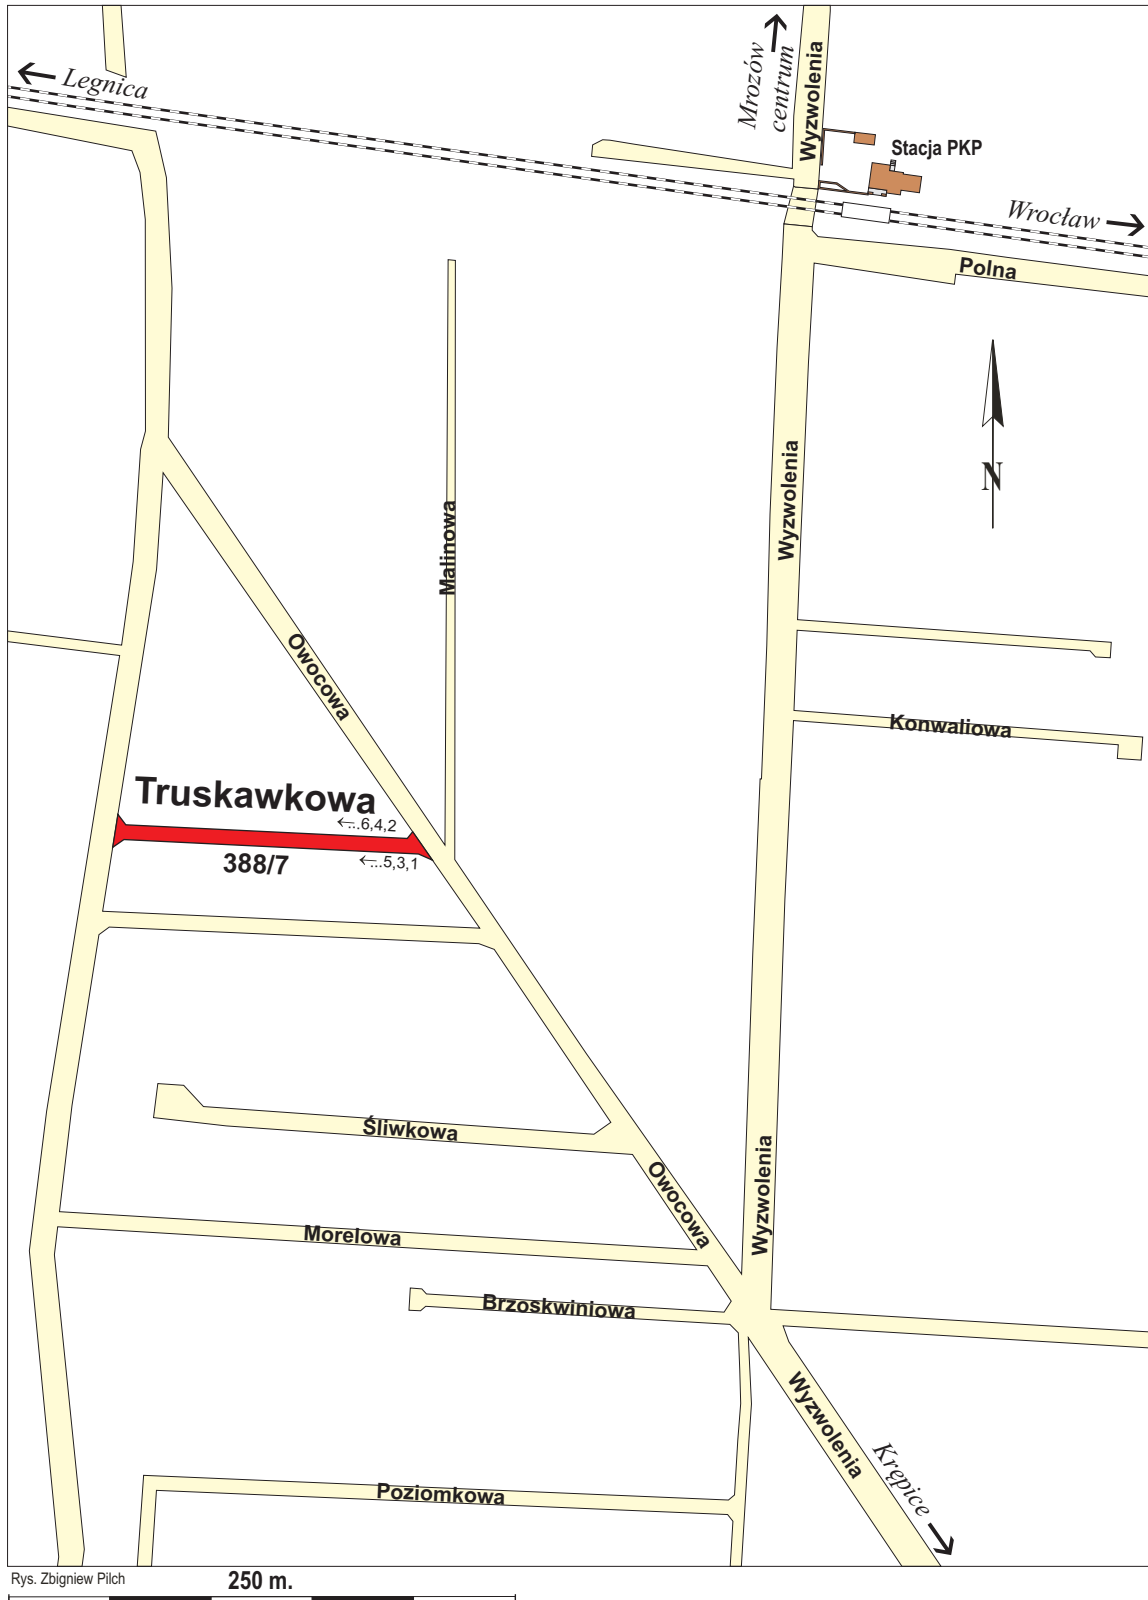 Legnica
Mrozów
centrum
Wyzwolenia
Stacja PKP
Wrocław
Polna
N
Wyzwolenia
Malinowa
Owocowa
Konwaliowa
Truskawkowa
←...6,4,2
388/7
←...5,3,1
Śliwkowa
Owocowa
Wyzwolenia
Morelowa
Brzoskwiniowa
Wyzwolenia
Krępice
Poziomkowa
Rys. Zbigniew Pilch
250 m.